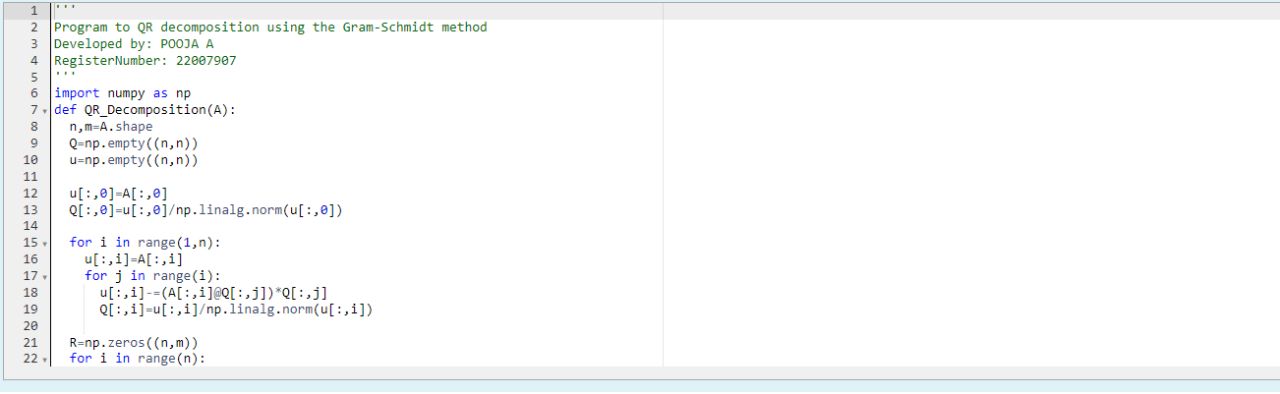 1 '''
2 Program to QR decomposition using the Gram-Schmidt method
3 Developed by: POOJA A
4 RegisterNumber: 22007907
5 '''
6 import numpy as np
7 def QR_Decomposition(A):
8 n,m=A.shape
9 Q=np.empty((n,n))
10 u=np.empty((n,n))
11
12 u[:,0]=A[:,0]
13 Q[:,0]=u[:,0]/np.linalg.norm(u[:,0])
14
15 for i in range(1,n):
16 u[:,i]=A[:,i]
17 for j in range(i):
18 u[:,i]-=(A[:,i]@Q[:,j])*Q[:,j]
19 Q[:,i]=u[:,i]/np.linalg.norm(u[:,i])
20
21 R=np.zeros((n,m))
22 for i in range(n):